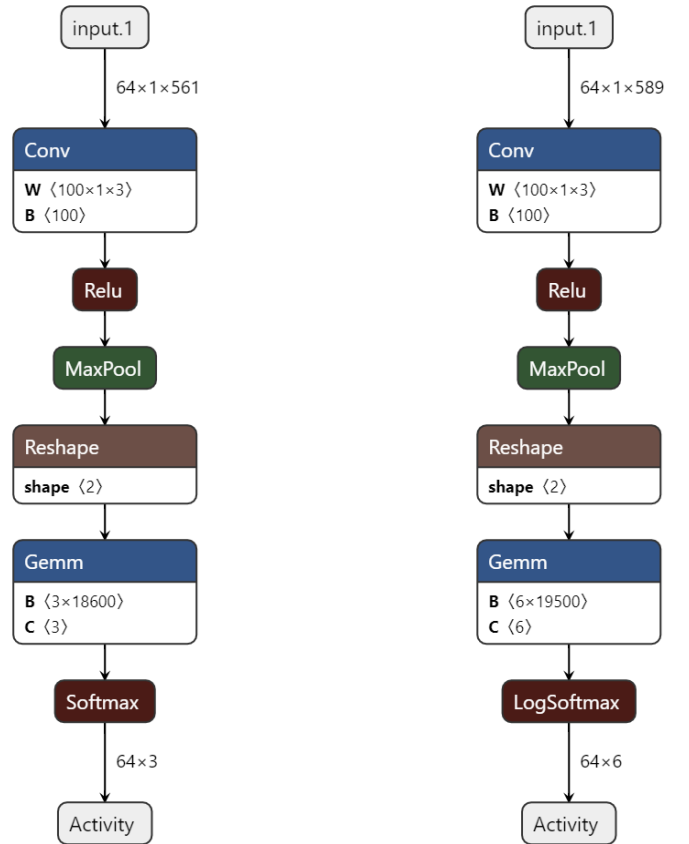 input.1
64×1×561
Conv
W ⟨100×1×3⟩
B ⟨100⟩
Relu
MaxPool
Reshape
shape ⟨2⟩
Gemm
B ⟨3×18600⟩
C ⟨3⟩
Softmax
64×3
Activity
input.1
64×1×589
Conv
W ⟨100×1×3⟩
B ⟨100⟩
Relu
MaxPool
Reshape
shape ⟨2⟩
Gemm
B ⟨6×19500⟩
C ⟨6⟩
LogSoftmax
64×6
Activity